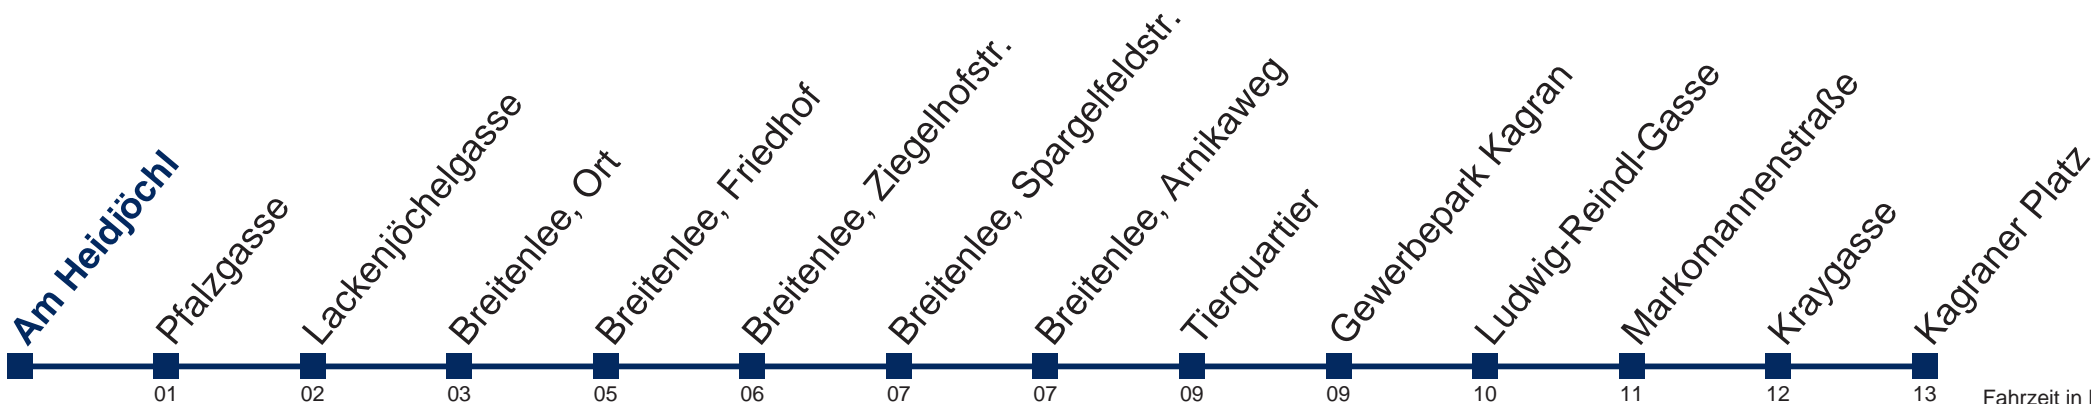 Am Heidjöchl
Pfalzgasse
Lackenjöchelgasse
Breitenlee, Ort
Breitenlee, Friedhof
Breitenlee, Ziegelhofstr.
Breitenlee, Spargelfeldstr.
Breitenlee, Arnikaweg
Tierquartier
Gewerbepark Kagran
Ludwig-Reindl-Gasse
Markomannenstraße
Kraygasse
Kagraner Platz
01 02 03 05 06 07 07 09 09 10 11 12 13 Fahrzeit in